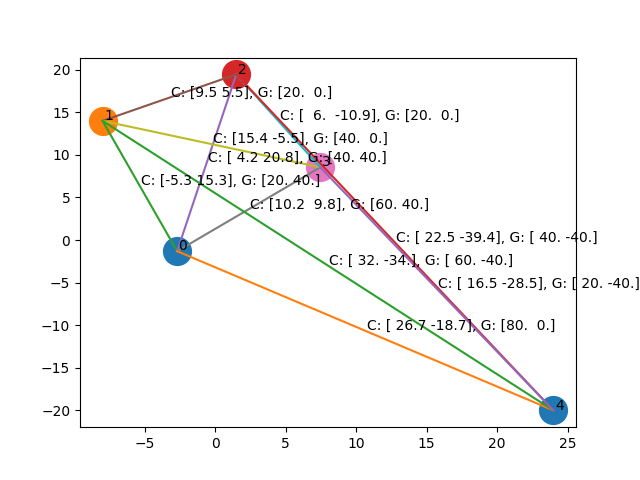 2
C: [9.5 5.5], G: [20.  0.]
1
C: [  6.  -10.9], G: [20.  0.]
C: [15.4 -5.5], G: [40.  0.]
C: [ 4.2 20.8], G: [40. 40.]
3
C: [-5.3 15.3], G: [20. 40.]
C: [10.2  9.8], G: [60. 40.]
0
C: [ 22.5 -39.4], G: [ 40. -40.]
C: [ 32. -34.], G: [ 60. -40.]
C: [ 16.5 -28.5], G: [ 20. -40.]
C: [ 26.7 -18.7], G: [80.  0.]
4
20
15
10
5
0
−5
−10
−15
−20
−5 0 5 10 15 20 25